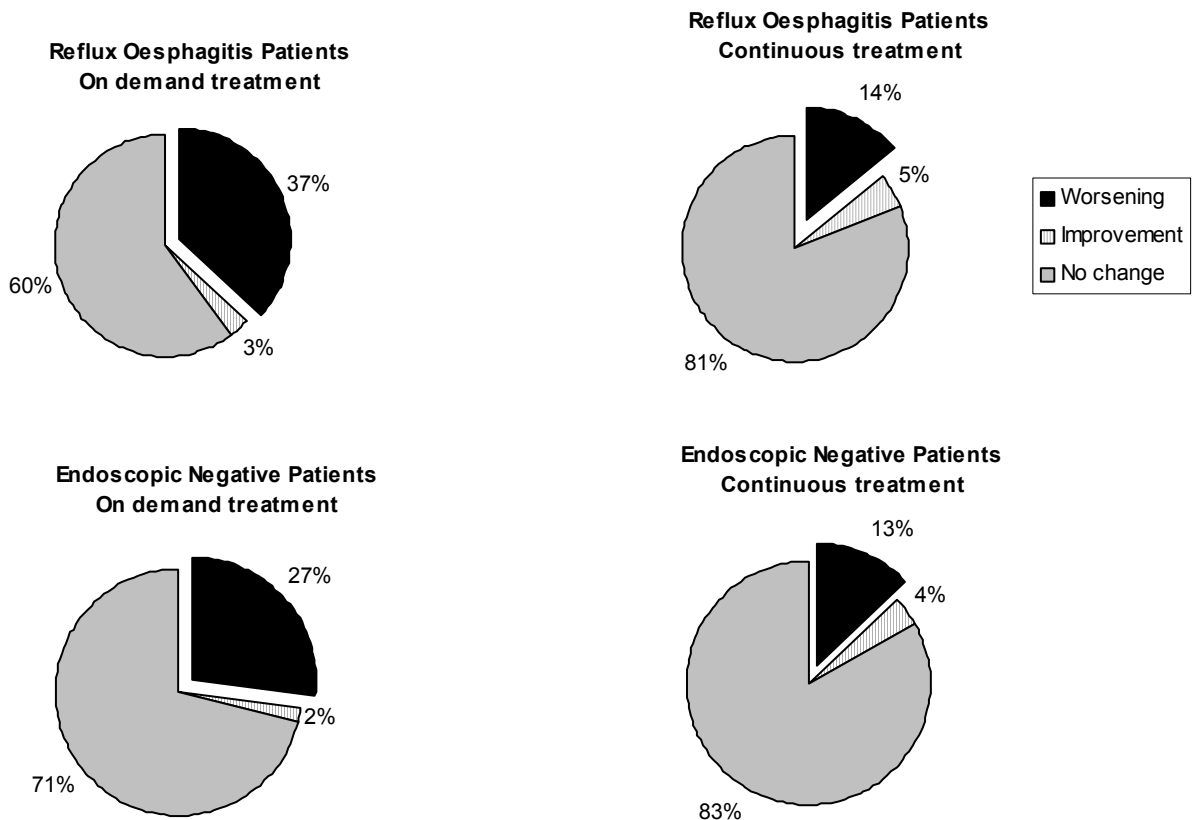 Reflux Oesphagitis Patients
On demand treatment
37%
60%
3%
Reflux Oesphagitis Patients
Continuous treatment
14%
5%
81%
Worsening
Improvement
No change
Endoscopic Negative Patients
On demand treatment
27%
2%
71%
Endoscopic Negative Patients
Continuous treatment
13%
4%
83%